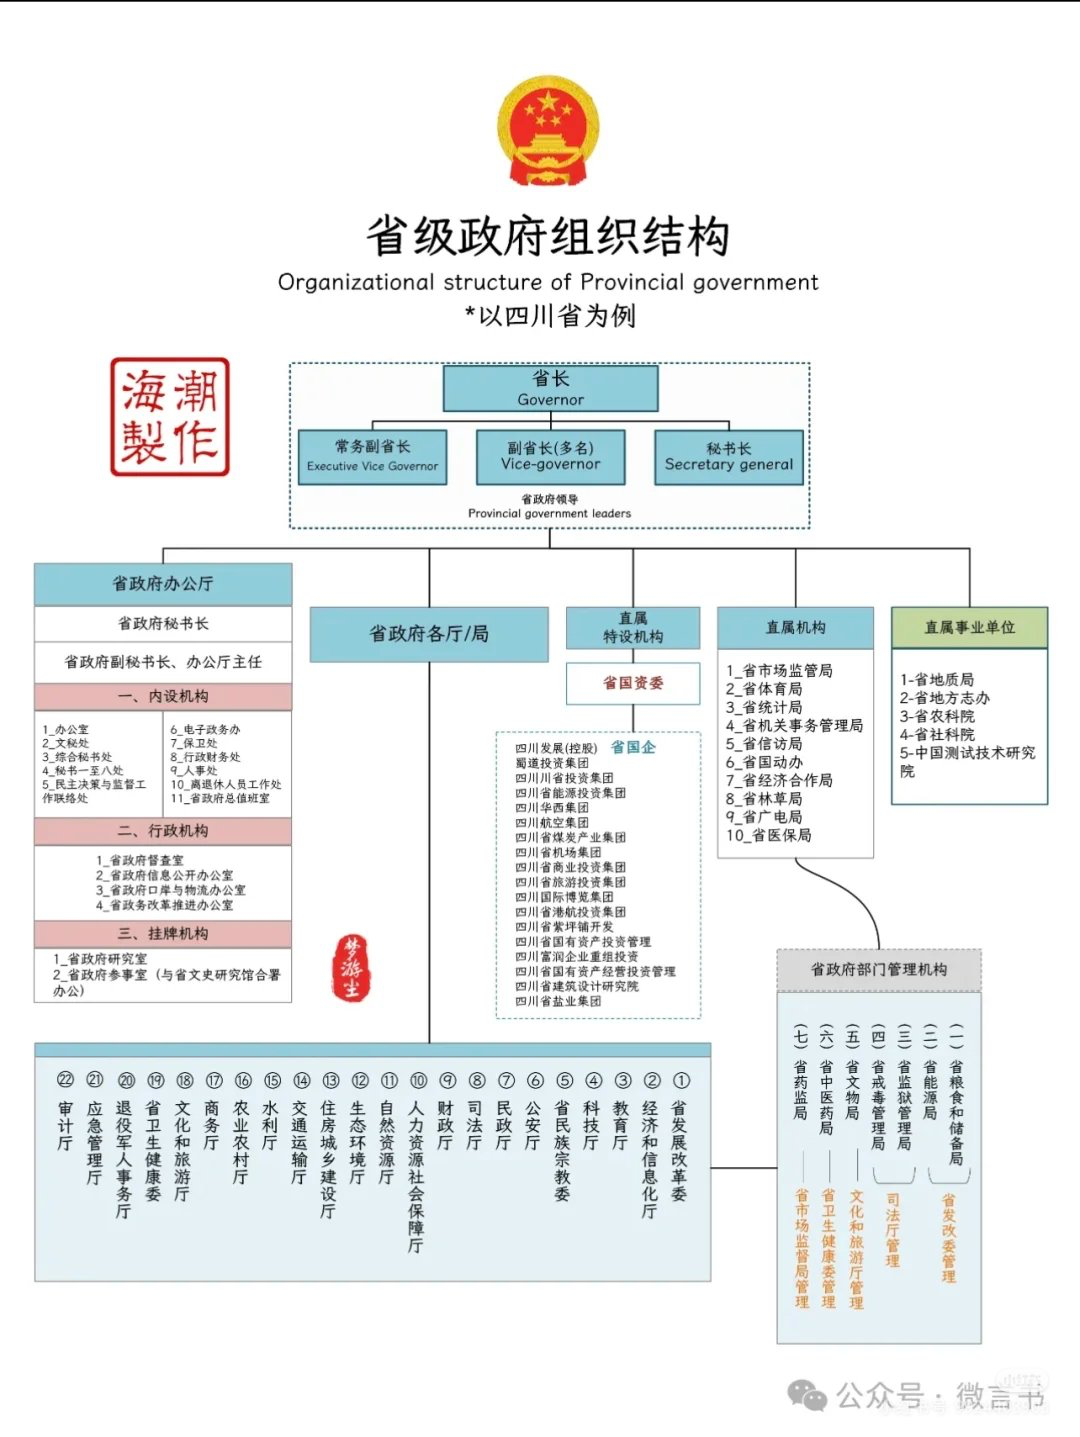 省级政府组织结构
Organizational structure of Provincial government
*以四川省为例
海潮
製作
省长
Governor
常务副省长
Executive Vice Governor
副省长(多名)
Vice-governor
秘书长
Secretary general
省政府领导
Provincial government leaders
省政府办公厅
省政府秘书长
省政府副秘书长、办公厅主任
一、内设机构
1_办公室
2_文秘处
3_综合秘书处
4_秘书一至八处
5_民主决策与监督工
作联络处
6_电子政务办
7_保卫处
8_行政财务处
9_人事处
10_离退休人员工作处
11_省政府总值班室
二、行政机构
1_省政府督查室
2_省政府信息公开办公室
3_省政府口岸与物流办公室
4_省政务改革推进办公室
三、挂牌机构
1_省政府研究室
2_省政府参事室（与省文史研究馆合署
办公）
梦游尘
省政府各厅/局
直属
特设机构
省国资委
省国企
四川发展(控股)
蜀道投资集团
四川川省投资集团
四川省能源投资集团
四川华西集团
四川航空集团
四川省煤炭产业集团
四川省机场集团
四川省商业投资集团
四川省旅游投资集团
四川国际博览集团
四川省港航投资集团
四川省紫坪铺开发
四川省国有资产投资管理
四川富润企业重组投资
四川省国有资产经营投资管理
四川省建筑设计研究院
四川省盐业集团
直属机构
1_省市场监管局
2_省体育局
3_省统计局
4_省机关事务管理局
5_省信访局
6_省国动办
7_省经济合作局
8_省林草局
9_省广电局
10_省医保局
直属事业单位
1-省地质局
2-省地方志办
3-省农科院
4-省社科院
5-中国测试技术研究
院
①省发展改革委
②经济和信息化厅
③教育厅
④科技厅
⑤省民族宗教委
⑥公安厅
⑦民政厅
⑧司法厅
⑨财政厅
⑩人力资源社会保障厅
⑪自然资源厅
⑫生态环境厅
⑬住房城乡建设厅
⑭交通运输厅
⑮水利厅
⑯农业农村厅
⑰商务厅
⑱文化和旅游厅
⑲省卫生健康委
⑳退役军人事务厅
㉑应急管理厅
㉒审计厅
省政府部门管理机构
（一）省粮食和储备局
（二）省能源局
（三）省监狱管理局
（四）省戒毒管理局
（五）省文物局
（六）省中医药局
（七）省药监局
省发改委管理
司法厅管理
文化和旅游厅管理
省卫生健康委管理
省市场监督局管理
公众号 · 微言书